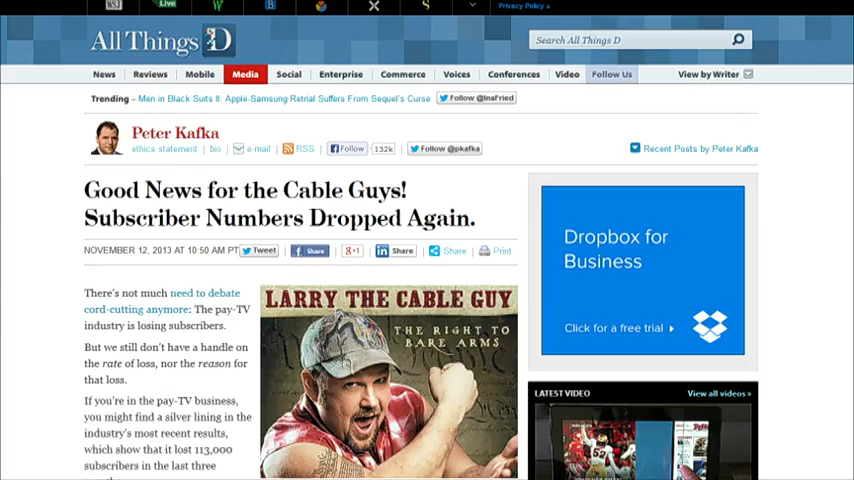 WSJ
Live
W
B
S
Privacy Policy »
All Things D
Search All Things D
News
Reviews
Mobile
Media
Social
Enterprise
Commerce
Voices
Conferences
Video
Follow Us
View by Writer
Trending – Men in Black Suits II: Apple-Samsung Retrial Suffers From Sequel's Curse
Follow @InaFried
Peter Kafka
ethics statement | bio
e-mail
RSS
f Follow
132k
Follow @pkafka
Recent Posts by Peter Kafka
Good News for the Cable Guys!
Subscriber Numbers Dropped Again.
NOVEMBER 12, 2013 AT 10:50 AM PT
Tweet
f Share
g+1
in Share
Share
Print
There's not much need to debate
cord-cutting anymore: The pay-TV
industry is losing subscribers.
But we still don't have a handle on
the rate of loss, nor the reason for
that loss.
If you're in the pay-TV business,
you might find a silver lining in the
industry's most recent results,
which show that it lost 113,000
subscribers in the last three
LARRY THE CABLE GUY
THE RIGHT TO
BARE ARMS
Dropbox for
Business
Click for a free trial
LATEST VIDEO
View all videos »
52